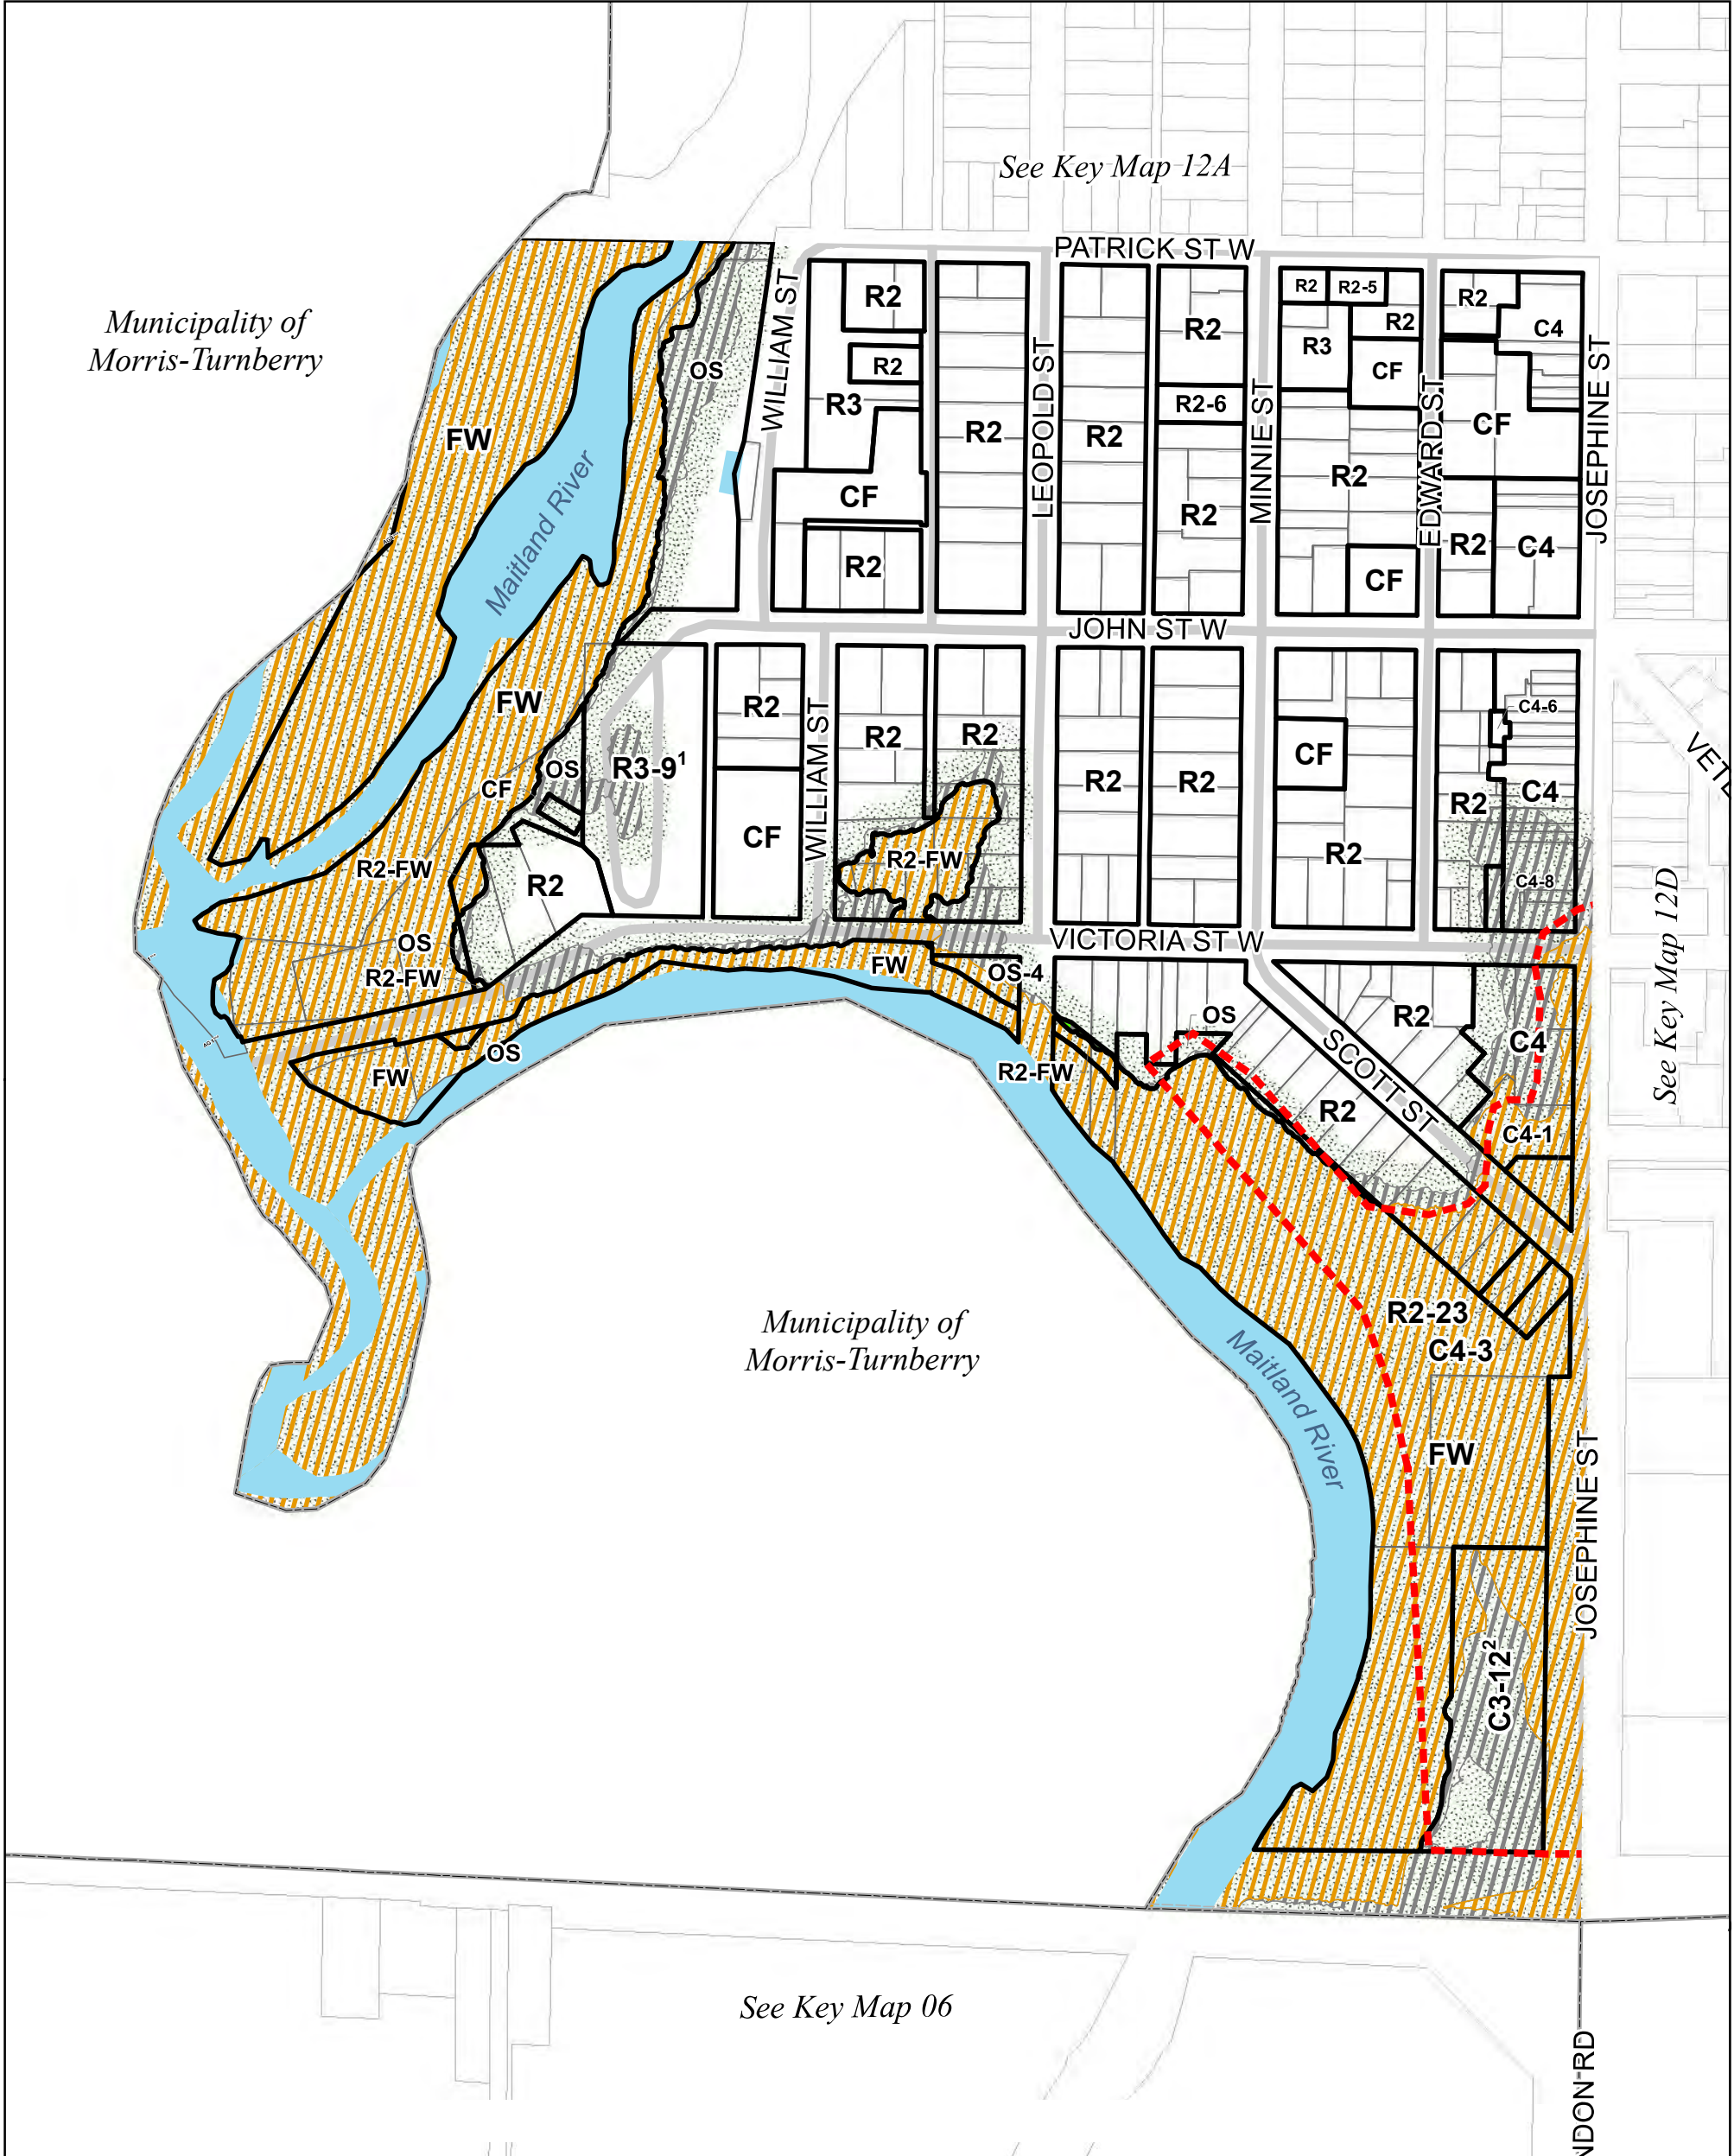 See Key Map 12A
PATRICK ST W
Municipality of
Morris-Turnberry
WILLIAM ST
R2
R2
R3
CF
R2
R2
LEOPOLD ST
R2
R2
R2-6
R2
MINNIE ST
R2
R2-5
R2
R3
CF
R2
CF
EDWARD ST
R2
C4
CF
R2
C4
JOSEPHINE ST
OS
FW
Maitland River
JOHN ST W
FW
OS
CF
R3-9¹
R2
CF
WILLIAM ST
R2
R2
R2-FW
R2
R2
CF
R2
C4-6
C4
R2
C4-8
VETE
R2-FW
R2
OS
R2-FW
VICTORIA ST W
FW
OS-4
OS
FW
OS
R2-FW
R2
SCOTT ST
R2
C4
C4-1
See Key Map 12D
Municipality of
Morris-Turnberry
Maitland River
R2-23
C4-3
FW
JOSEPHINE ST
C3-12²
See Key Map 06
NDON RD